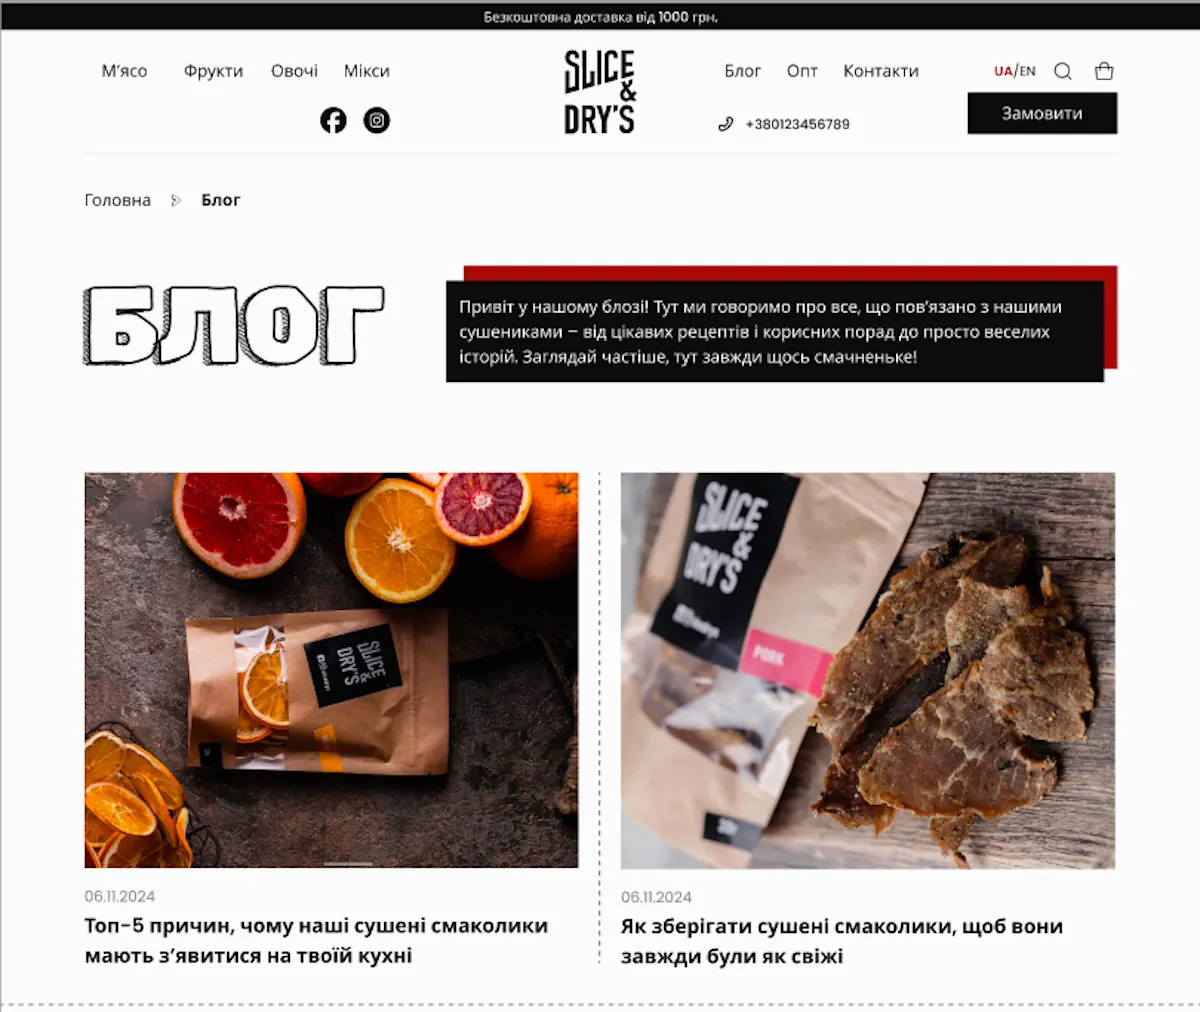 Безкоштовна доставка від 1000 грн.
М'ясо Фрукти Овочі Мікси
SLICE
&
DRY'S
Блог Опт Контакти
UA/EN
+380123456789
Замовити
Головна Блог
БЛОГ
Привіт у нашому блозі! Тут ми говоримо про все, що пов'язано з нашими
сушениками – від цікавих рецептів і корисних порад до просто веселих
історій. Заглядай частіше, тут завжди щось смачненьке!
SLICE
&
DRY'S
SLICE
&
DRY'S
PORK
06.11.2024
Топ-5 причин, чому наші сушені смаколики
мають з'явитися на твоїй кухні
06.11.2024
Як зберігати сушені смаколики, щоб вони
завжди були як свіжі